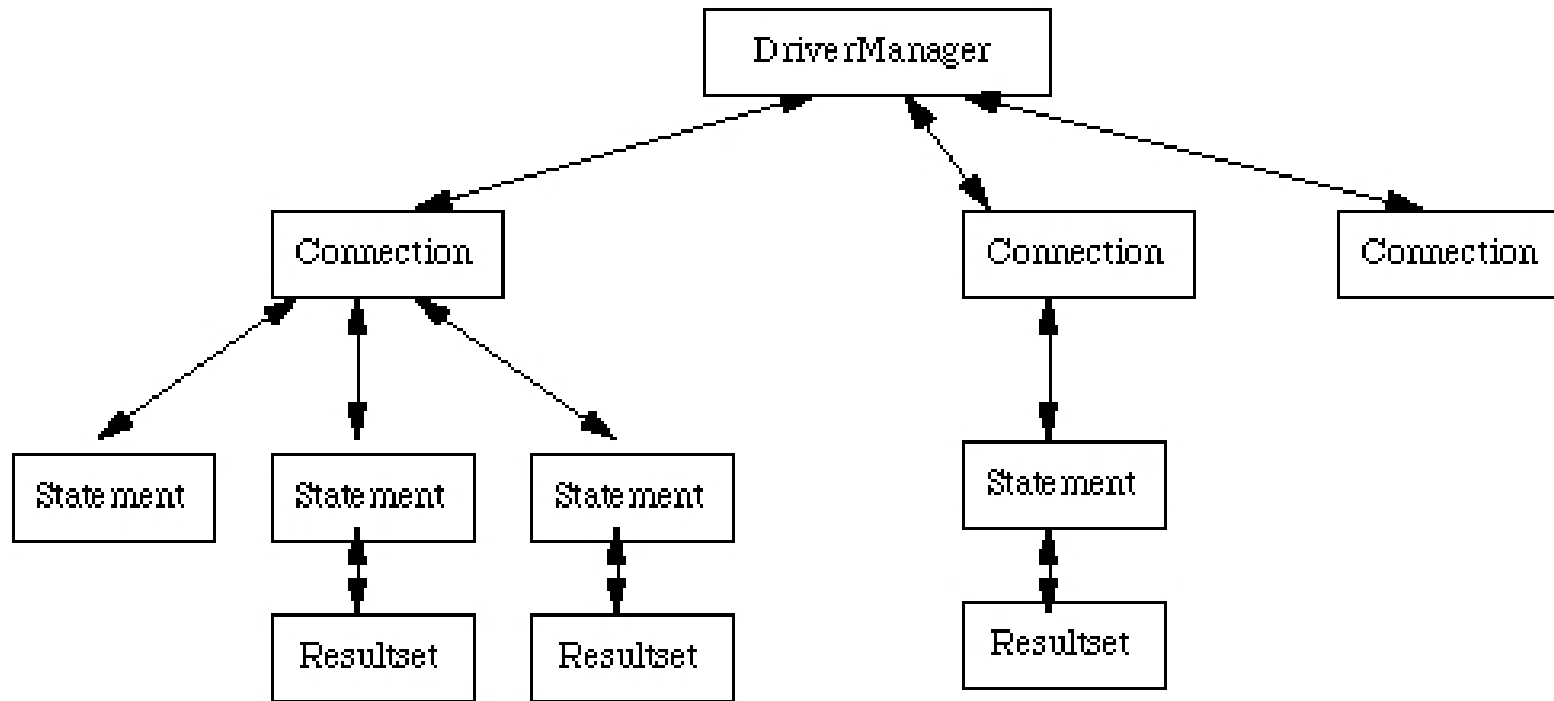 DriverManager
Connection
Connection
Connection
Statement
Statement
Statement
Statement
Resultset
Resultset
Resultset